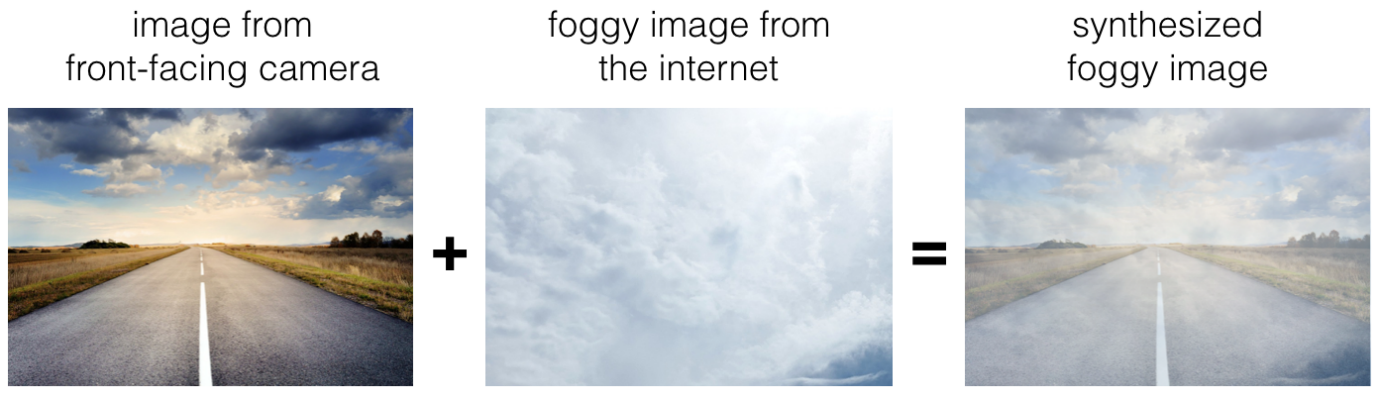 image from
front-facing camera
foggy image from
the internet
synthesized
foggy image
+
=